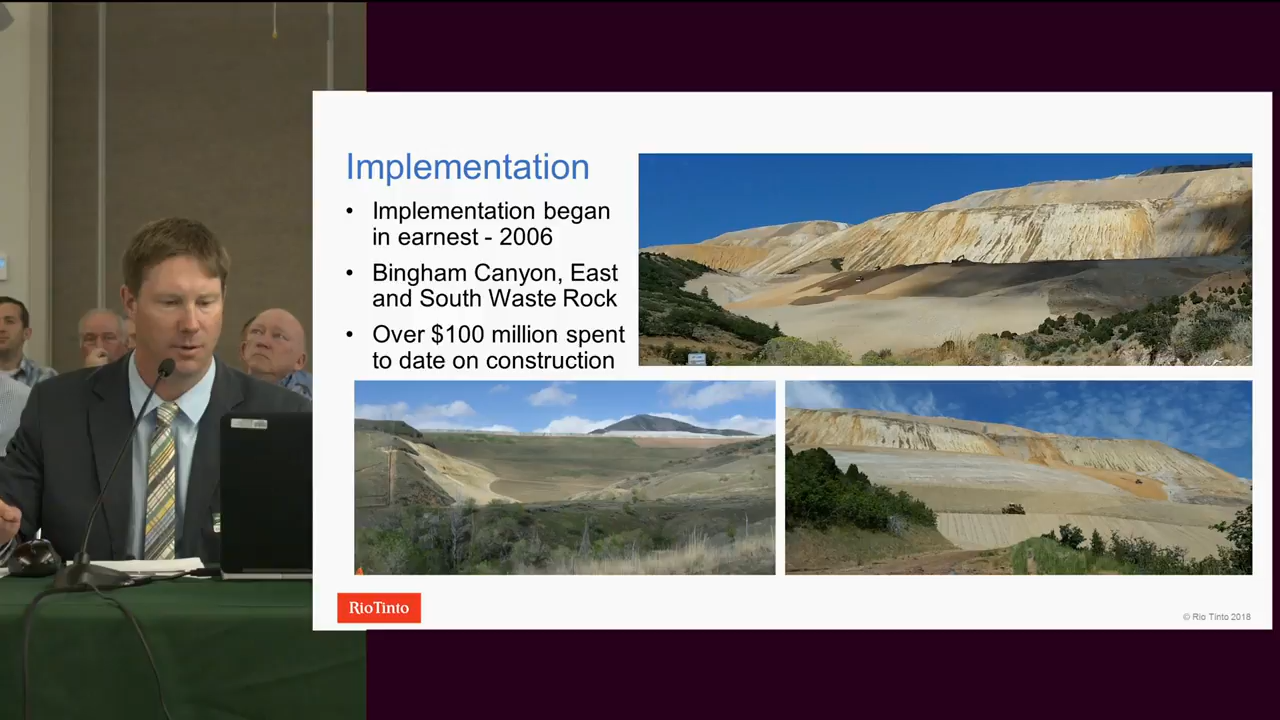 Implementation
• Implementation began
in earnest - 2006
• Bingham Canyon, East
and South Waste Rock
• Over $100 million spent
to date on construction
RioTinto
© Rio Tinto 2018